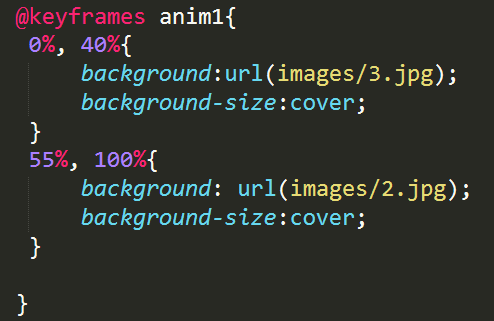 @keyframes anim1{
0%, 40%{
background:url(images/3.jpg);
background-size:cover;
}
55%, 100%{
background: url(images/2.jpg);
background-size:cover;
}
}